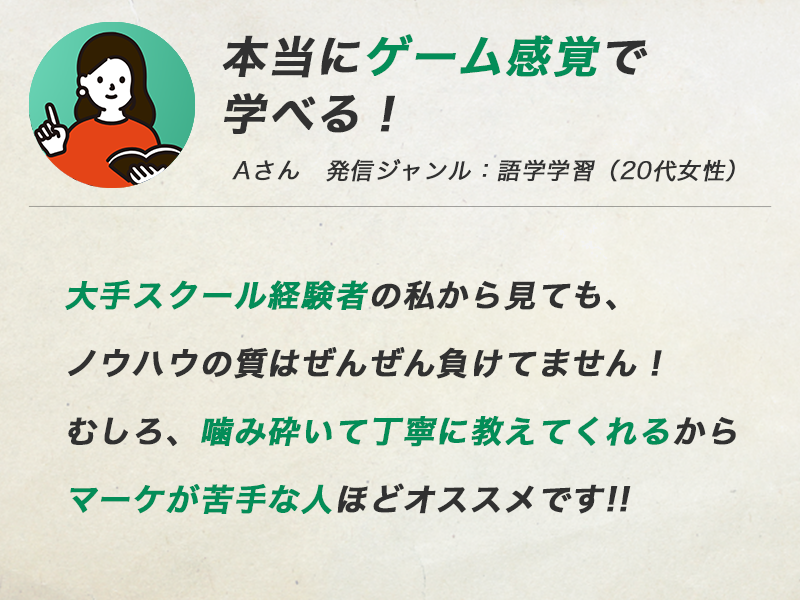 本当にゲーム感覚で
学べる！
Aさん　発信ジャンル：語学学習（20代女性）
大手スクール経験者の私から見ても、
ノウハウの質はぜんぜん負けてません！
むしろ、噛み砕いて丁寧に教えてくれるから
マーケが苦手な人ほどオススメです!!